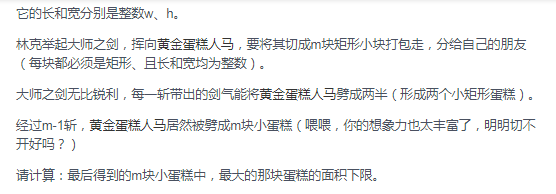 它的长和宽分别是整数w、h。
林克举起大师之剑，挥向黄金蛋糕人马，要将其切成m块矩形小块打包走，分给自己的朋友
（每块都必须是矩形、且长和宽均为整数）。
大师之剑无比锐利，每一斩带出的剑气能将黄金蛋糕人马劈成两半（形成两个小矩形蛋糕）。
经过m-1斩，黄金蛋糕人马居然被劈成m块小蛋糕（喂喂，你的想象力也太丰富了，明明切不
开好吗？）
请计算：最后得到的m块小蛋糕中，最大的那块蛋糕的面积下限。